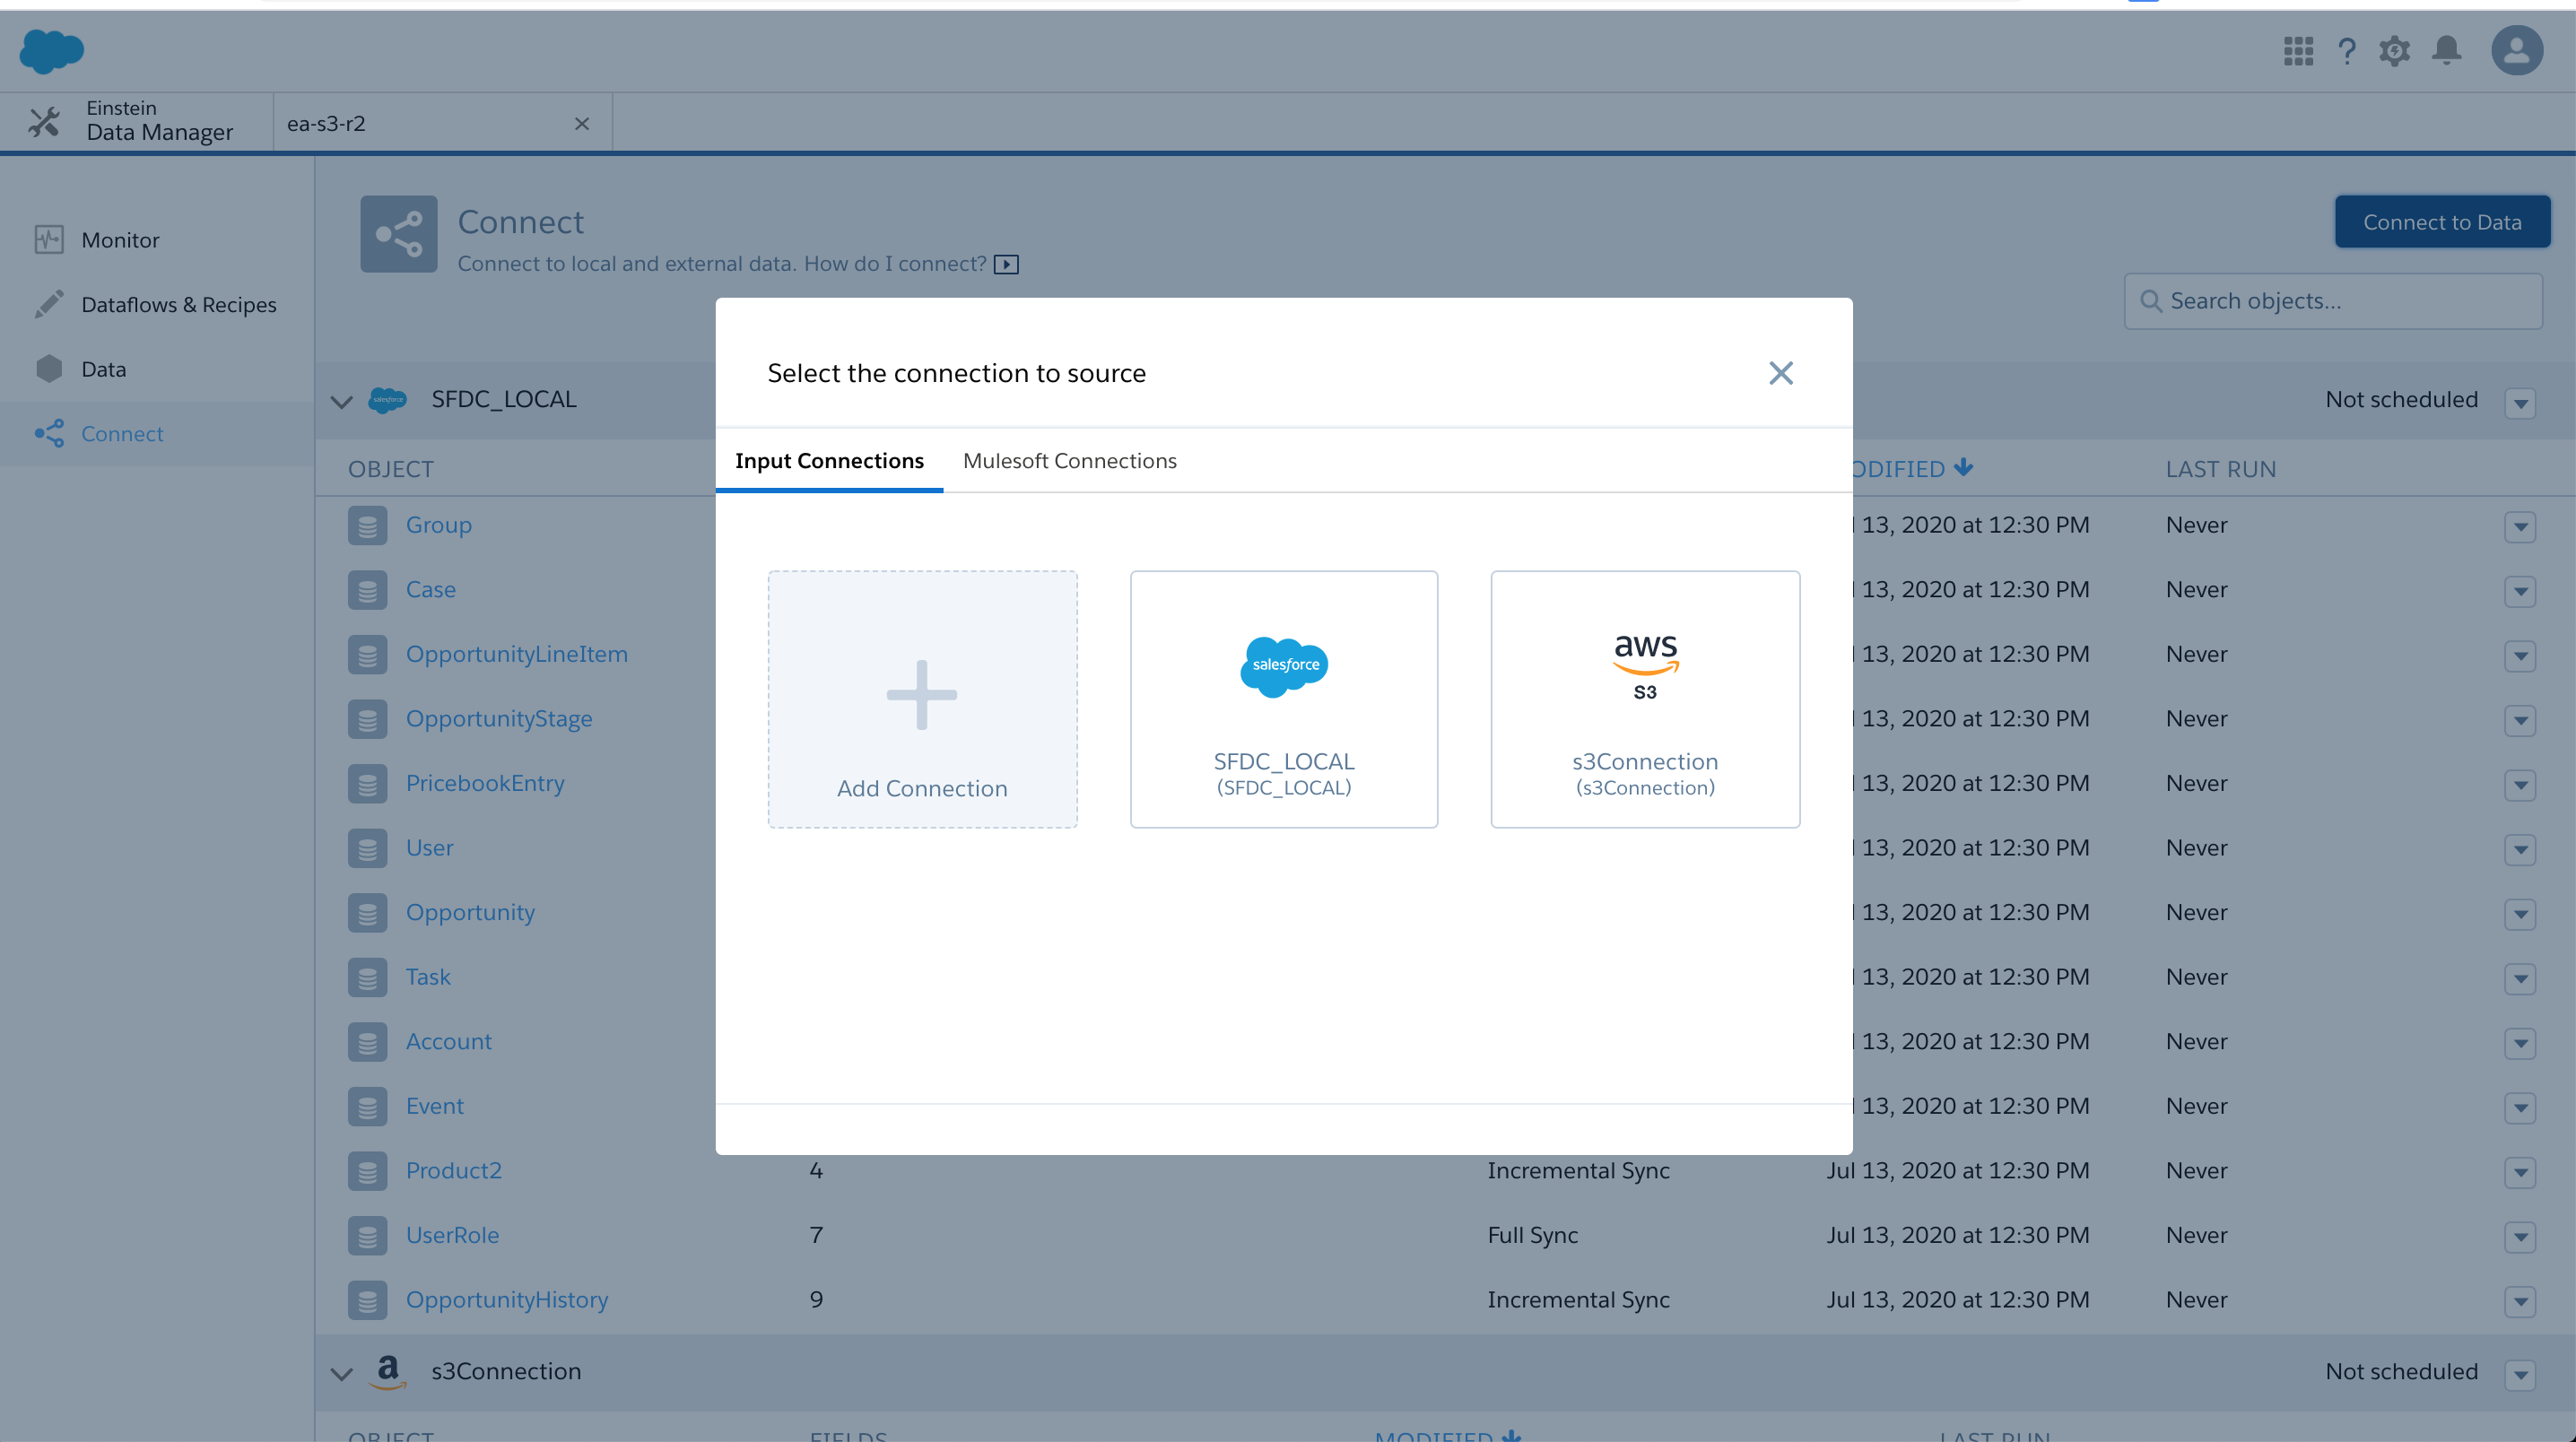 Einstein
Data Manager
ea-s3-r2
Monitor
Dataflows & Recipes
Data
Connect
Connect
Connect to local and external data. How do I connect?
Connect to Data
Search objects...
SFDC_LOCAL
Not scheduled
OBJECT
ODIFIED
LAST RUN
Group
13, 2020 at 12:30 PM
Never
Case
13, 2020 at 12:30 PM
Never
OpportunityLineItem
13, 2020 at 12:30 PM
Never
OpportunityStage
13, 2020 at 12:30 PM
Never
PricebookEntry
13, 2020 at 12:30 PM
Never
User
13, 2020 at 12:30 PM
Never
Opportunity
13, 2020 at 12:30 PM
Never
Task
13, 2020 at 12:30 PM
Never
Account
13, 2020 at 12:30 PM
Never
Event
13, 2020 at 12:30 PM
Never
Product2
4
Incremental Sync
Jul 13, 2020 at 12:30 PM
Never
UserRole
7
Full Sync
Jul 13, 2020 at 12:30 PM
Never
OpportunityHistory
9
Incremental Sync
Jul 13, 2020 at 12:30 PM
Never
s3Connection
Not scheduled
OBJECT
FIELDS
MODIFIED
LAST RUN
Select the connection to source
Input Connections
Mulesoft Connections
Add Connection
salesforce
SFDC_LOCAL
(SFDC_LOCAL)
aws
S3
s3Connection
(s3Connection)